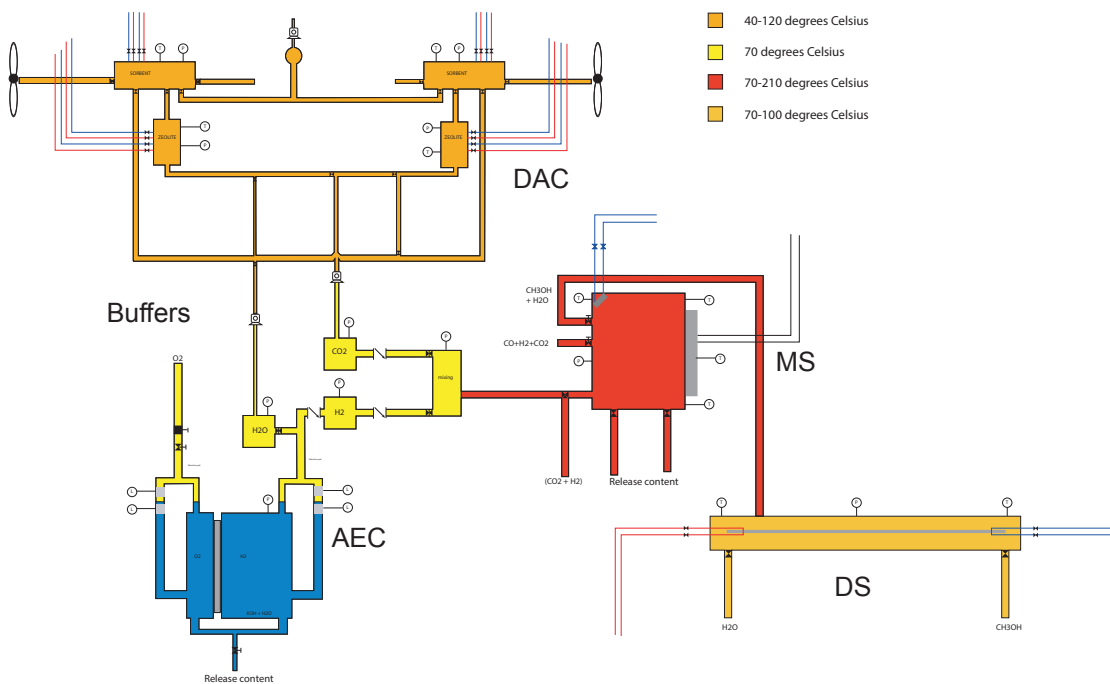 40-120 degrees Celsius
70 degrees Celsius
70-210 degrees Celsius
70-100 degrees Celsius
T
P
T
P
SORBENT
SORBENT
ZEOLITE
T
P
P
T
ZEOLITE
DAC
Buffers
CH3OH
+ H2O
T
T
CO+H2+CO2
P
T
T
MS
P
CO2
P
mixing
P
H2
P
H2O
O2
(CO2 + H2)
Release content
L
L
L
L
P
AEC
O2
H2
KOH + H2O
Release content
T
P
T
DS
H2O
CH3OH